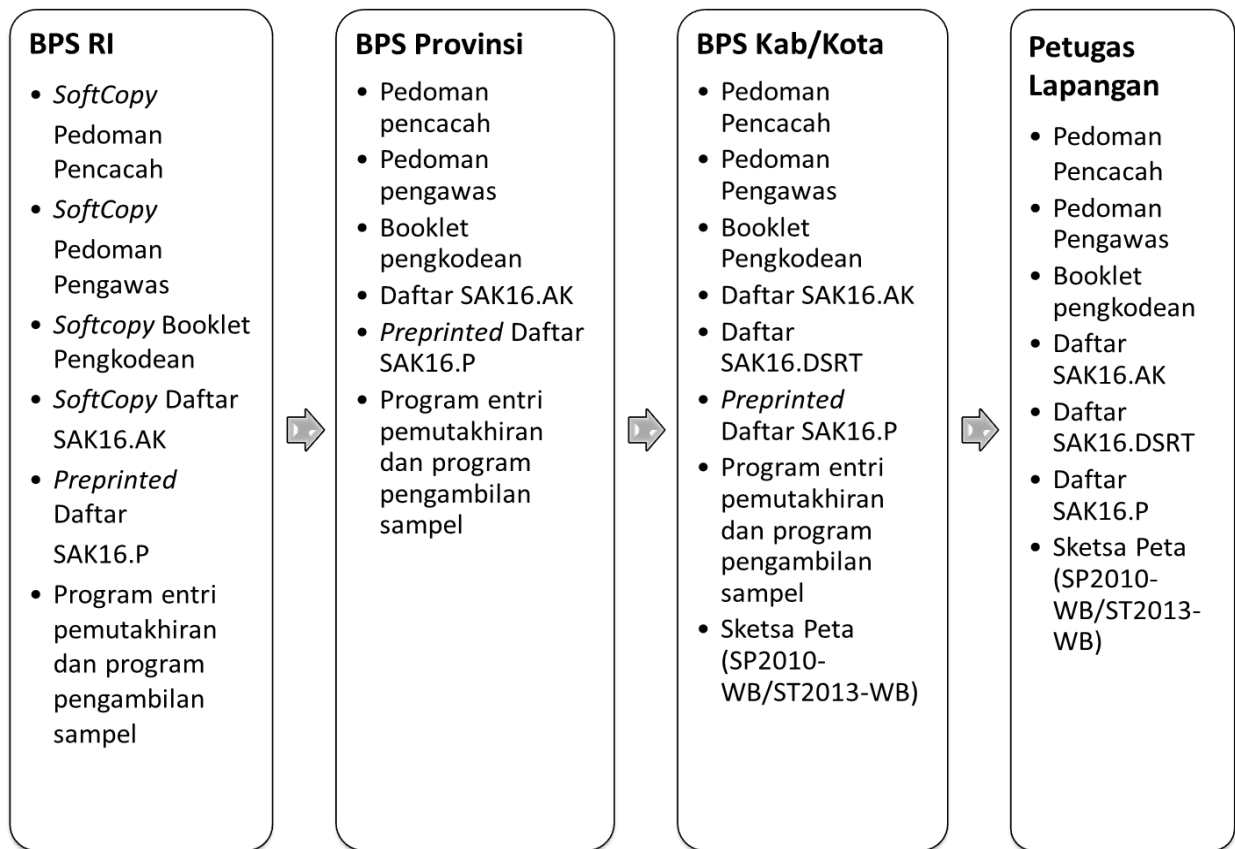 BPS RI
• SoftCopy
Pedoman
Pencacah
• SoftCopy
Pedoman
Pengawas
• Softcopy Booklet
Pengkodean
• SoftCopy Daftar
SAK16.AK
• Preprinted
Daftar
SAK16.P
• Program entri
pemutakhiran
dan program
pengambilan
sampel
BPS Provinsi
• Pedoman
pencacah
• Pedoman
pengawas
• Booklet
pengkodean
• Daftar SAK16.AK
• Preprinted Daftar
SAK16.P
• Program entri
pemutakhiran
dan program
pengambilan
sampel
BPS Kab/Kota
• Pedoman
Pencacah
• Pedoman
Pengawas
• Booklet
Pengkodean
• Daftar SAK16.AK
• Daftar
SAK16.DSRT
• Preprinted
Daftar SAK16.P
• Program entri
pemutakhiran
dan program
pengambilan
sampel
• Sketsa Peta
(SP2010-
WB/ST2013-WB)
Petugas
Lapangan
• Pedoman
Pencacah
• Pedoman
Pengawas
• Booklet
pengkodean
• Daftar
SAK16.AK
• Daftar
SAK16.DSRT
• Daftar
SAK16.P
• Sketsa Peta
(SP2010-
WB/ST2013-
WB)